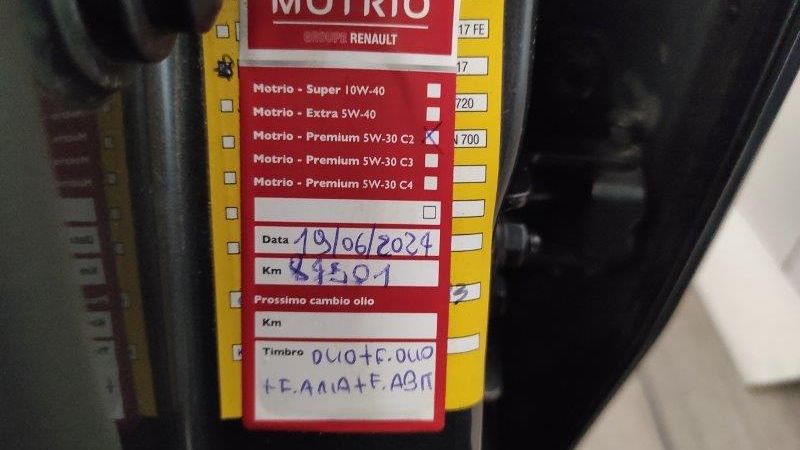 MOTRIO
GROUPE RENAULT
Motrio - Super 10W-40
Motrio - Extra 5W-40
Motrio - Premium 5W-30 C2
Motrio - Premium 5W-30 C3
Motrio - Premium 5W-30 C4
Data 19/06/2024
Km 87501
Prossimo cambio olio
Km
Timbro OLIO+F.OLIO
+F.ARIA+F.ABIT
17 FE
17
720
700
3